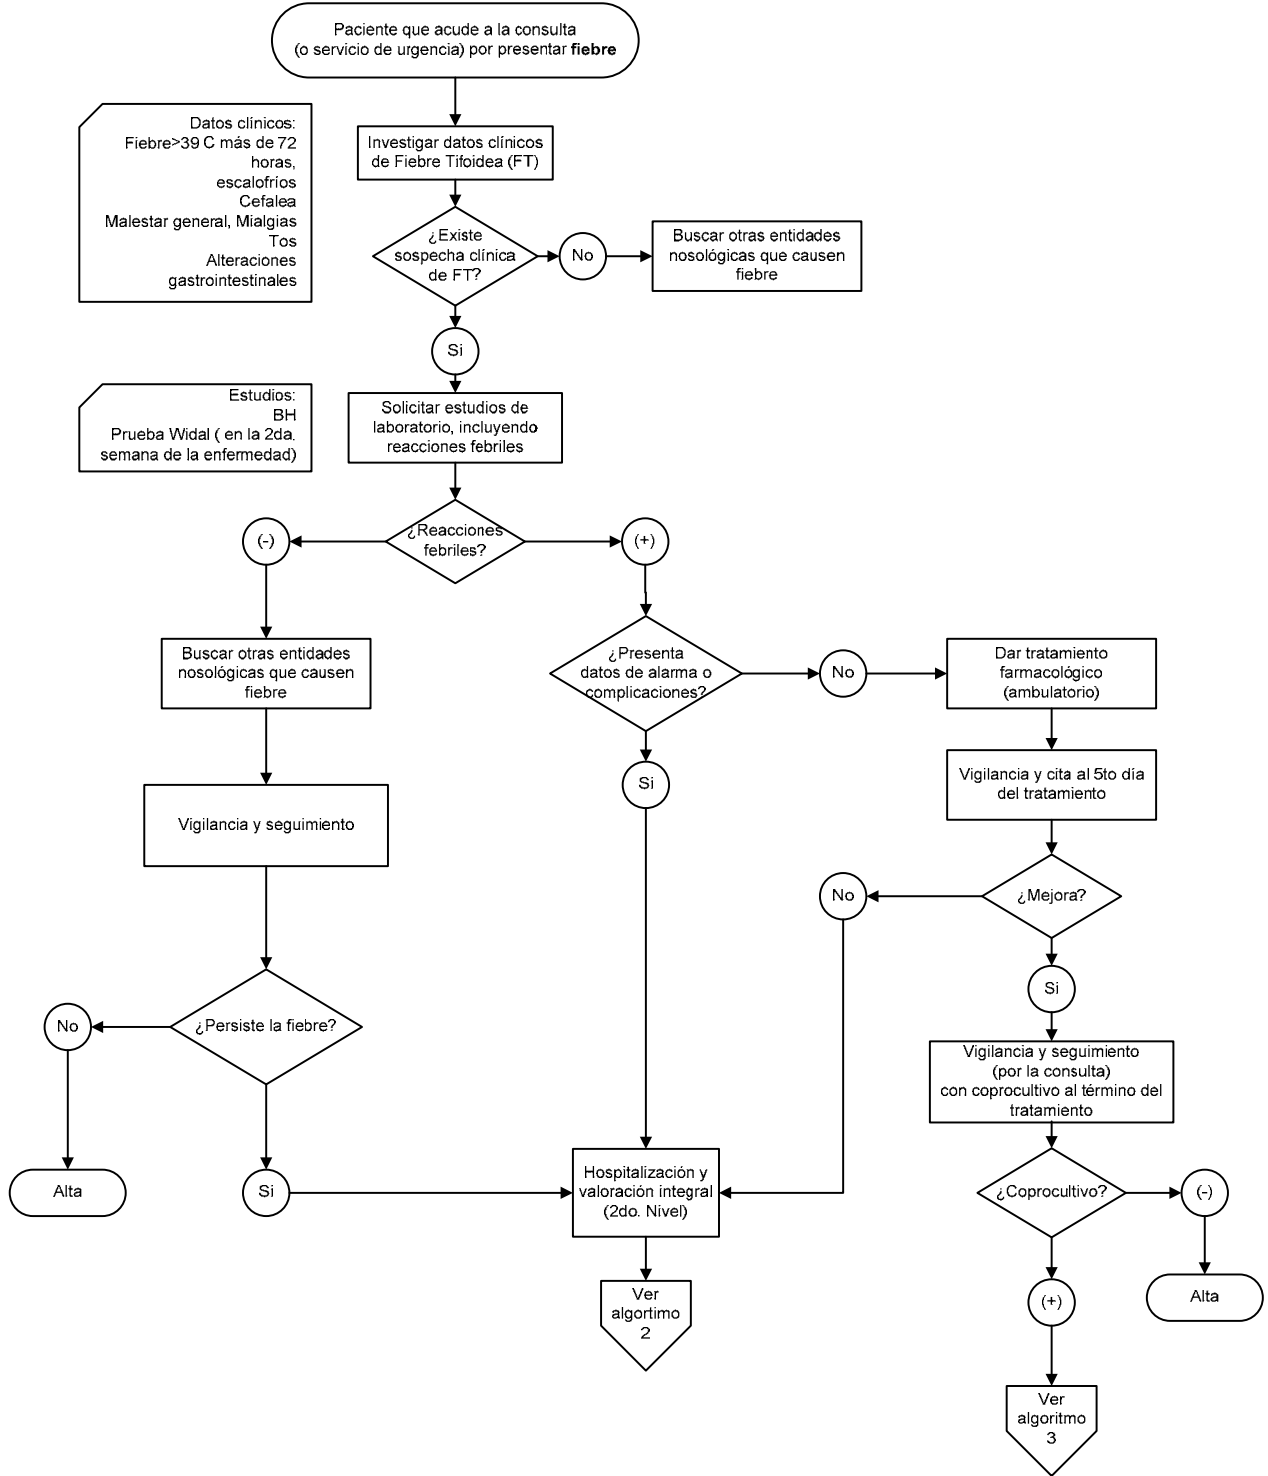 Paciente que acude a la consulta
(o servicio de urgencia) por presentar fiebre
Datos clínicos:
Fiebre>39 C más de 72
horas,
escalofríos
Cefalea
Malestar general, Mialgias
Tos
Alteraciones
gastrointestinales
Investigar datos clínicos
de Fiebre Tifoidea (FT)
¿Existe
sospecha clínica
de FT?
No
Buscar otras entidades
nosológicas que causen
fiebre
Si
Estudios:
BH
Prueba Widal ( en la 2da.
semana de la enfermedad)
Solicitar estudios de
laboratorio, incluyendo
reacciones febriles
¿Reacciones
febriles?
(-)
(+)
Buscar otras entidades
nosológicas que causen
fiebre
¿Presenta
datos de alarma o
complicaciones?
No
Dar tratamiento
farmacológico
(ambulatorio)
Vigilancia y seguimiento
Si
Vigilancia y cita al 5to día
del tratamiento
¿Mejora?
No
Si
¿Persiste la fiebre?
No
Vigilancia y seguimiento
(por la consulta)
con coprocultivo al término del
tratamiento
Alta
Si
Hospitalización y
valoración integral
(2do. Nivel)
¿Coprocultivo?
(-)
Ver
algortimo
2
(+)
Alta
Ver
algoritmo
3